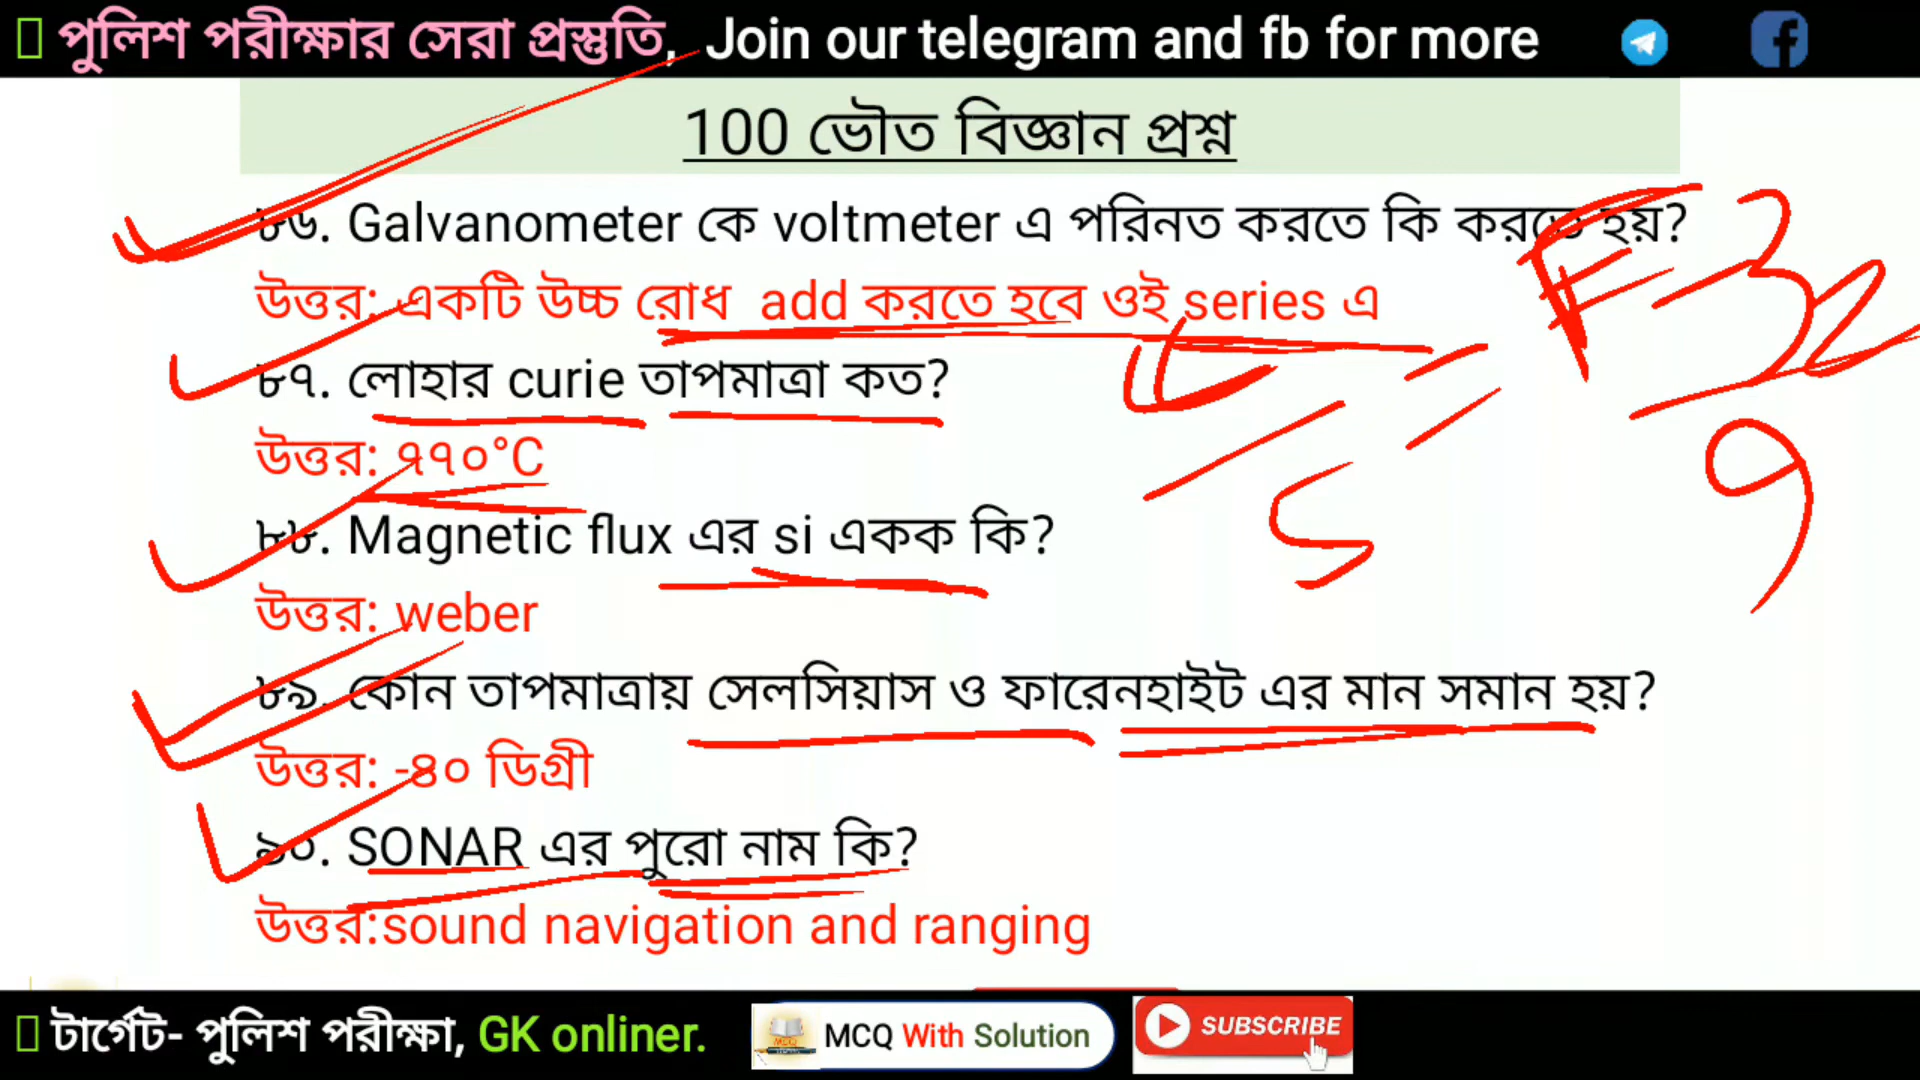 পুলিশ পরীক্ষার সেরা প্রস্তুতি, Join our telegram and fb for more
100 ভৌত বিজ্ঞান প্রশ্ন
৮৬. Galvanometer কে voltmeter এ পরিনত করতে কি করতে হয়?
উত্তর: একটি উচ্চ রোধ add করতে হবে ওই series এ
৮৭. লোহার curie তাপমাত্রা কত?
উত্তর: ৭৭০°C
৮৮. Magnetic flux এর si একক কি?
উত্তর: weber
৮৯. কোন তাপমাত্রায় সেলসিয়াস ও ফারেনহাইট এর মান সমান হয়?
উত্তর: -৪০ ডিগ্রী
৯০. SONAR এর পুরো নাম কি?
উত্তর:sound navigation and ranging
C/5 = F-32/9
টার্গেট- পুলিশ পরীক্ষা, GK onliner. MCQ With Solution SUBSCRIBE